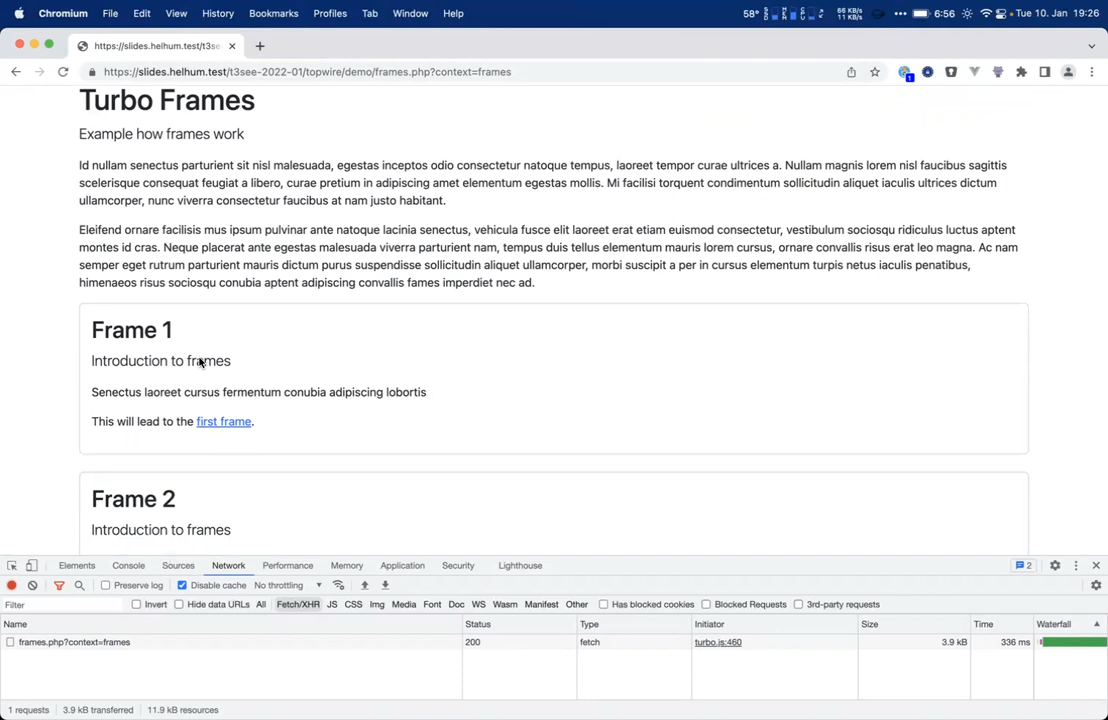 Chromium File Edit View History Bookmarks Profiles Tab Window Help 58° 66 KB/s 11 KB/s 6:56 Tue 10. Jan 19:26
https://slides.helhum.test/t3see
https://slides.helhum.test/t3see-2022-01/topwire/demo/frames.php?context=frames
Turbo Frames
Example how frames work
Id nullam senectus parturient sit nisl malesuada, egestas inceptos odio consectetur natoque tempus, laoreet tempor curae ultrices a. Nullam magnis lorem nisl faucibus sagittis
scelerisque consequat feugiat a libero, curae pretium in adipiscing amet elementum egestas mollis. Mi facilisi torquent condimentum sollicitudin aliquet iaculis ultrices dictum
ullamcorper, nunc viverra consectetur faucibus at nam justo habitant.
Eleifend ornare facilisis mus ipsum pulvinar ante natoque lacinia senectus, vehicula fusce elit laoreet erat etiam euismod consectetur, vestibulum sociosqu ridiculus luctus aptent
montes id cras. Neque placerat ante egestas malesuada viverra parturient nam, tempus duis tellus elementum mauris lorem cursus, ornare convallis risus erat leo magna. Ac nam
semper eget rutrum parturient mauris dictum purus suspendisse sollicitudin aliquet ullamcorper, morbi suscipit a per in cursus elementum turpis netus iaculis penatibus,
himenaeos risus sociosqu conubia aptent adipiscing convallis fames imperdiet nec ad.
Frame 1
Introduction to frames
Senectus laoreet cursus fermentum conubia adipiscing lobortis
This will lead to the first frame.
Frame 2
Introduction to frames
Elements Console Sources Network Performance Memory Application Security Lighthouse 2
Preserve log Disable cache No throttling
Filter Invert Hide data URLs All Fetch/XHR JS CSS Img Media Font Doc WS Wasm Manifest Other Has blocked cookies Blocked Requests 3rd-party requests
Name Status Type Initiator Size Time Waterfall
frames.php?context=frames 200 fetch turbo.js:460 3.9 kB 336 ms
1 requests 3.9 kB transferred 11.9 kB resources